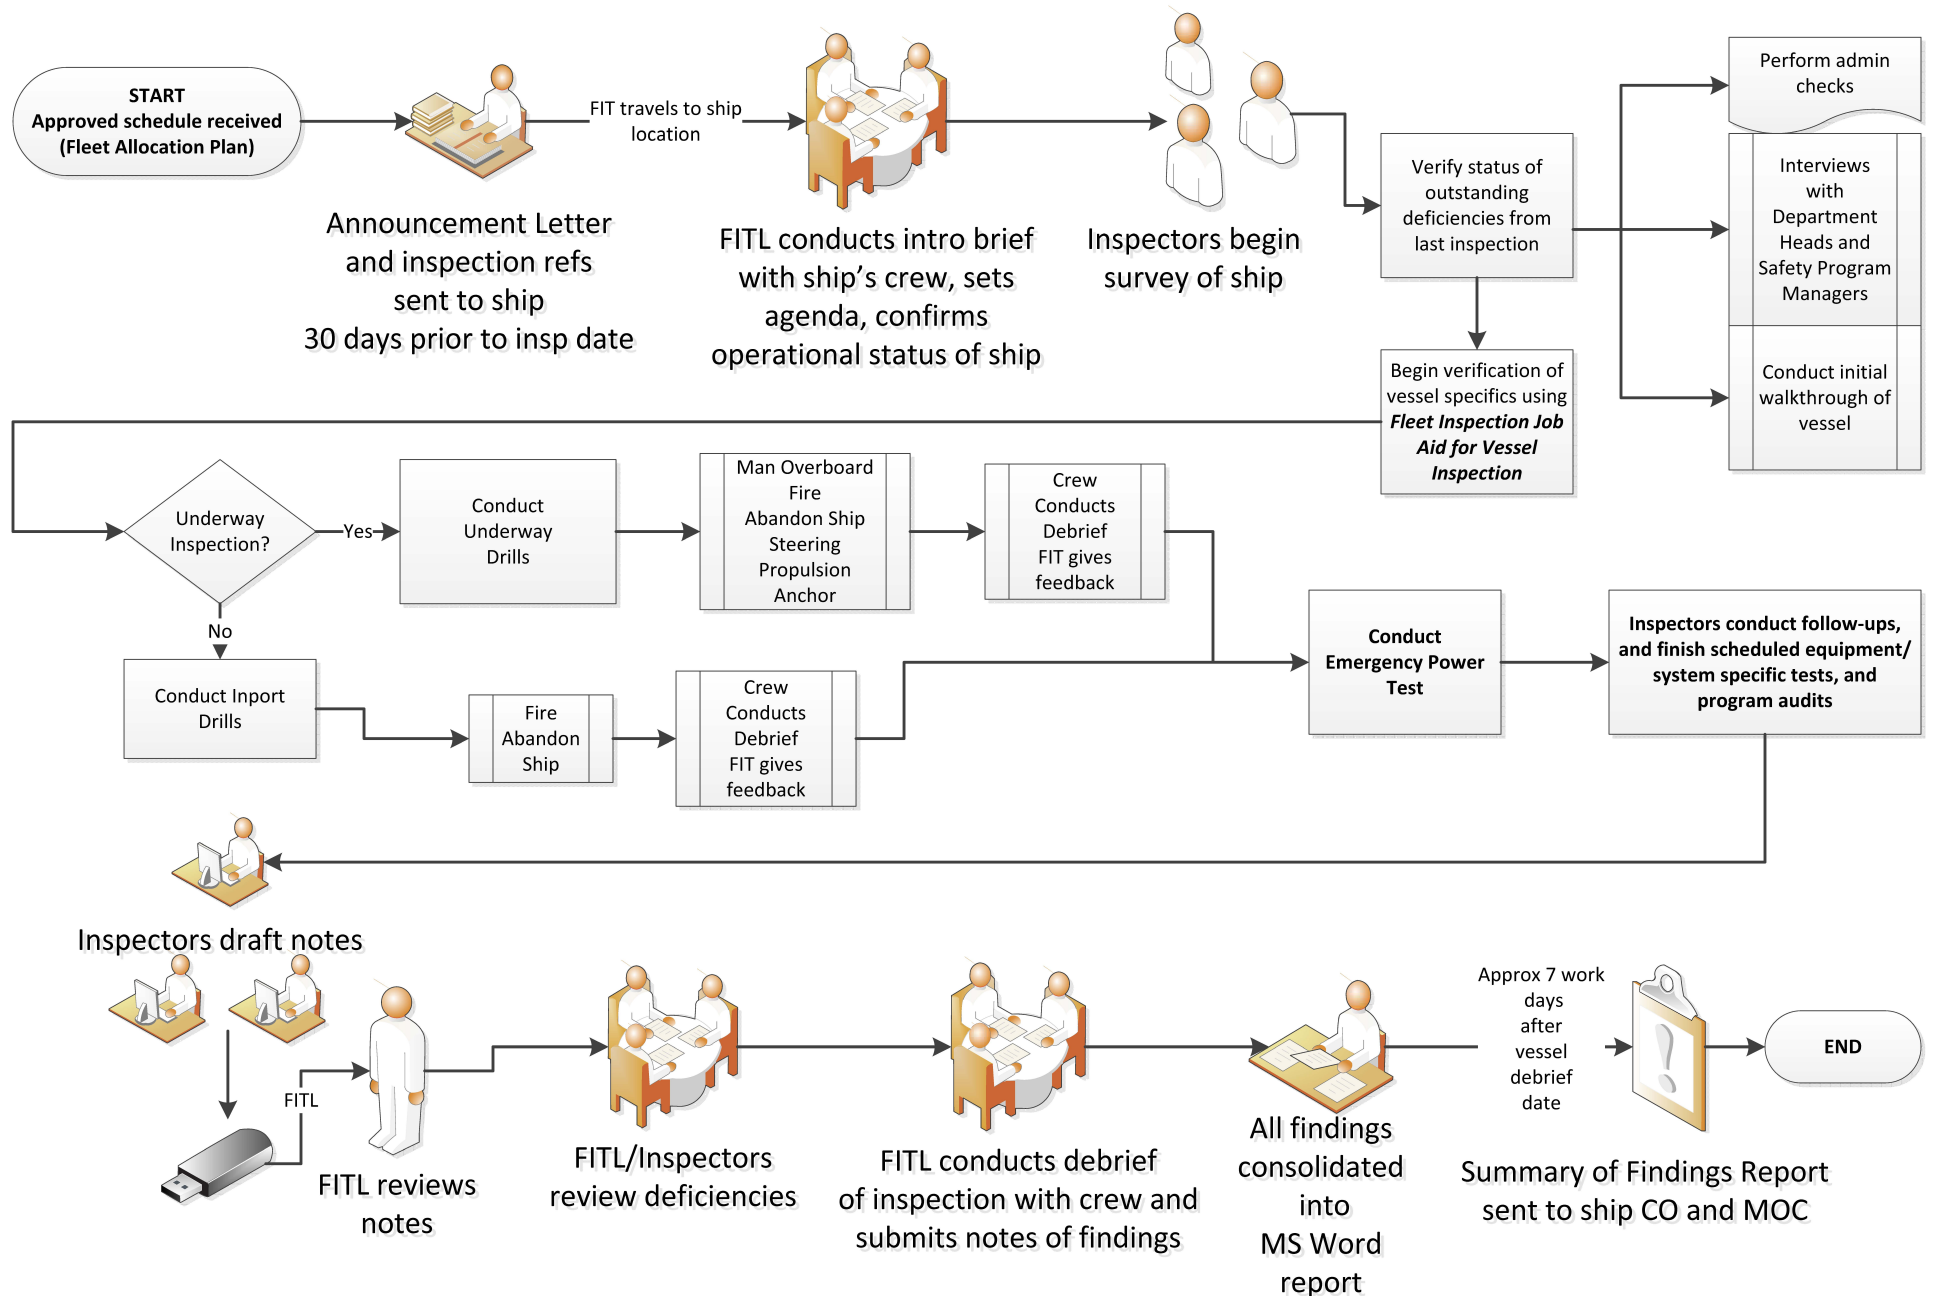 START
Approved schedule received
(Fleet Allocation Plan)
Announcement Letter
and inspection refs
sent to ship
30 days prior to insp date
FIT travels to ship
location
FITL conducts intro brief
with ship's crew, sets
agenda, confirms
operational status of ship
Inspectors begin
survey of ship
Verify status of
outstanding
deficiencies from
last inspection
Perform admin
checks
Interviews
with
Department
Heads and
Safety Program
Managers
Conduct initial
walkthrough of
vessel
Begin verification of
vessel specifics using
Fleet Inspection Job
Aid for Vessel
Inspection
Underway
Inspection?
Yes
Conduct
Underway
Drills
Man Overboard
Fire
Abandon Ship
Steering
Propulsion
Anchor
Crew
Conducts
Debrief
FIT gives
feedback
No
Conduct Inport
Drills
Fire
Abandon
Ship
Crew
Conducts
Debrief
FIT gives
feedback
Conduct
Emergency Power
Test
Inspectors conduct follow-ups,
and finish scheduled equipment/
system specific tests, and
program audits
Inspectors draft notes
FITL
FITL reviews
notes
FITL/Inspectors
review deficiencies
FITL conducts debrief
of inspection with crew and
submits notes of findings
All findings
consolidated
into
MS Word
report
Approx 7 work
days
after
vessel
debrief
date
Summary of Findings Report
sent to ship CO and MOC
END